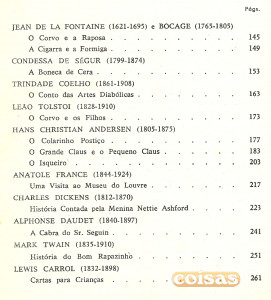 Págs.
JEAN DE LA FONTAINE (1621-1695) e BOCAGE (1765-1805)
O Corvo e a Raposa . . . . . . . . . 145
A Cigarra e a Formiga . . . . . . . . . 149
CONDESSA DE SÉGUR (1799-1874)
A Boneca de Cera . . . . . . . . . 153
TRINDADE COELHO (1861-1908)
O Conto das Artes Diabólicas . . . . . . . 163
LEAO TOLSTOI (1828-1910)
O Corvo e os Filhos . . . . . . . . . 173
HANS CHRISTIAN ANDERSEN (1805-1875)
O Colarinho Postiço . . . . . . . . . 177
O Grande Claus e o Pequeno Claus . . . . . . 183
O Isqueiro . . . . . . . . . . 203
ANATOLE FRANCE (1844-1924)
Uma Visita ao Museu do Louvre . . . . . . 217
CHARLES DICKENS (1812-1870)
História Contada pela Menina Nettie Ashford . . . 223
ALPHONSE DAUDET (1840-1897)
A Cabra do Sr. Seguin . . . . . . . . 241
MARK TWAIN (1835-1910)
História do Bom Rapazinho . . . . . . . 251
LEWIS CARROL (1832-1898)
Cartas para Crianças . . . . . . . . 261
coisas